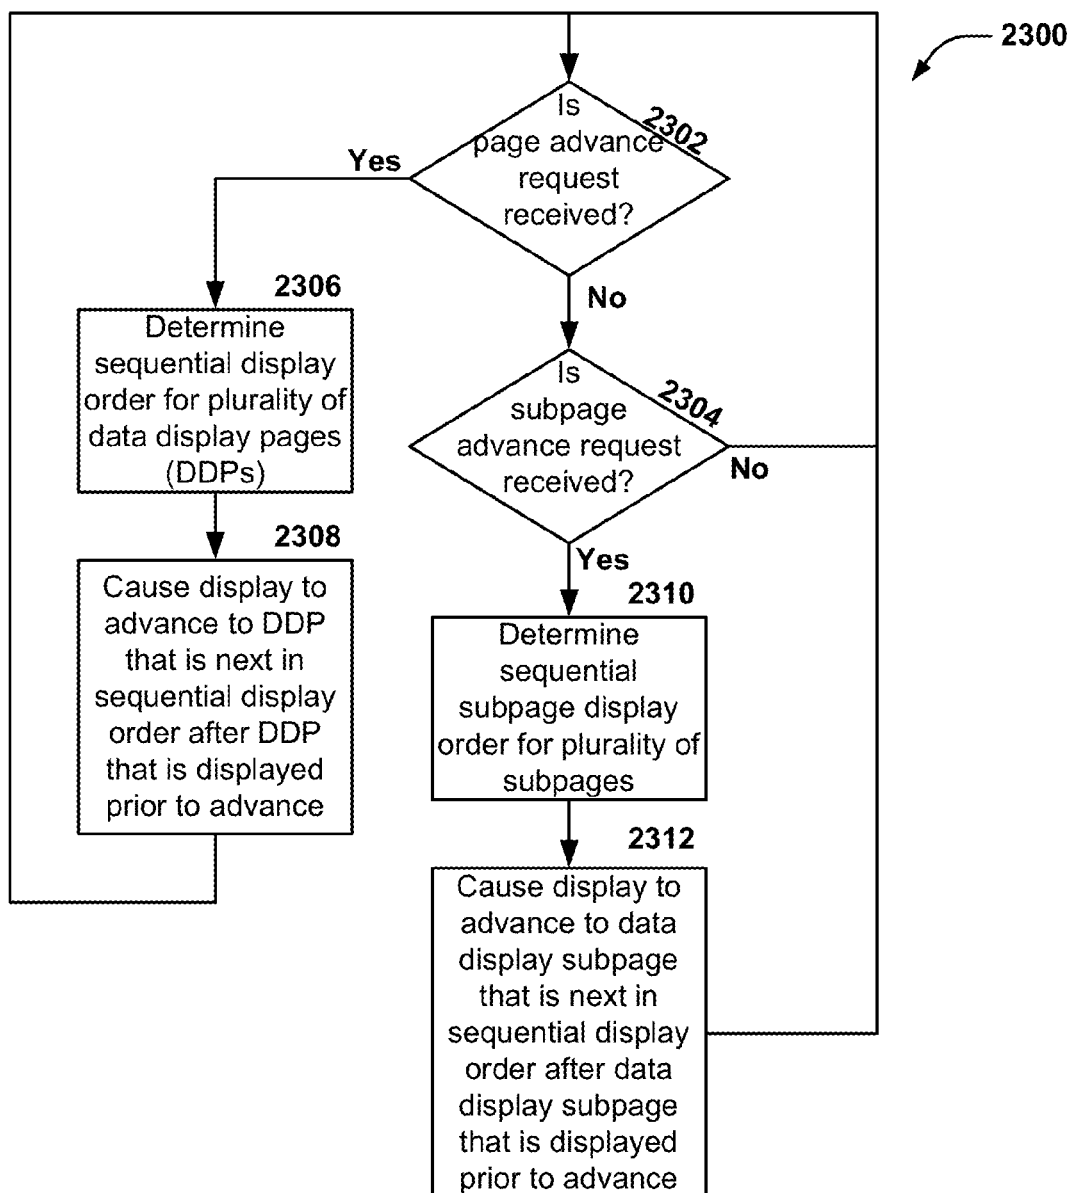 2300
Is
page advance
request
received?
2302
Yes
No
2306
Determine
sequential display
order for plurality of
data display pages
(DDPs)
Is
subpage
advance request
received?
2304
No
Yes
2308
Cause display to
advance to DDP
that is next in
sequential display
order after DDP
that is displayed
prior to advance
2310
Determine
sequential
subpage display
order for plurality of
subpages
2312
Cause display to
advance to data
display subpage
that is next in
sequential display
order after data
display subpage
that is displayed
prior to advance